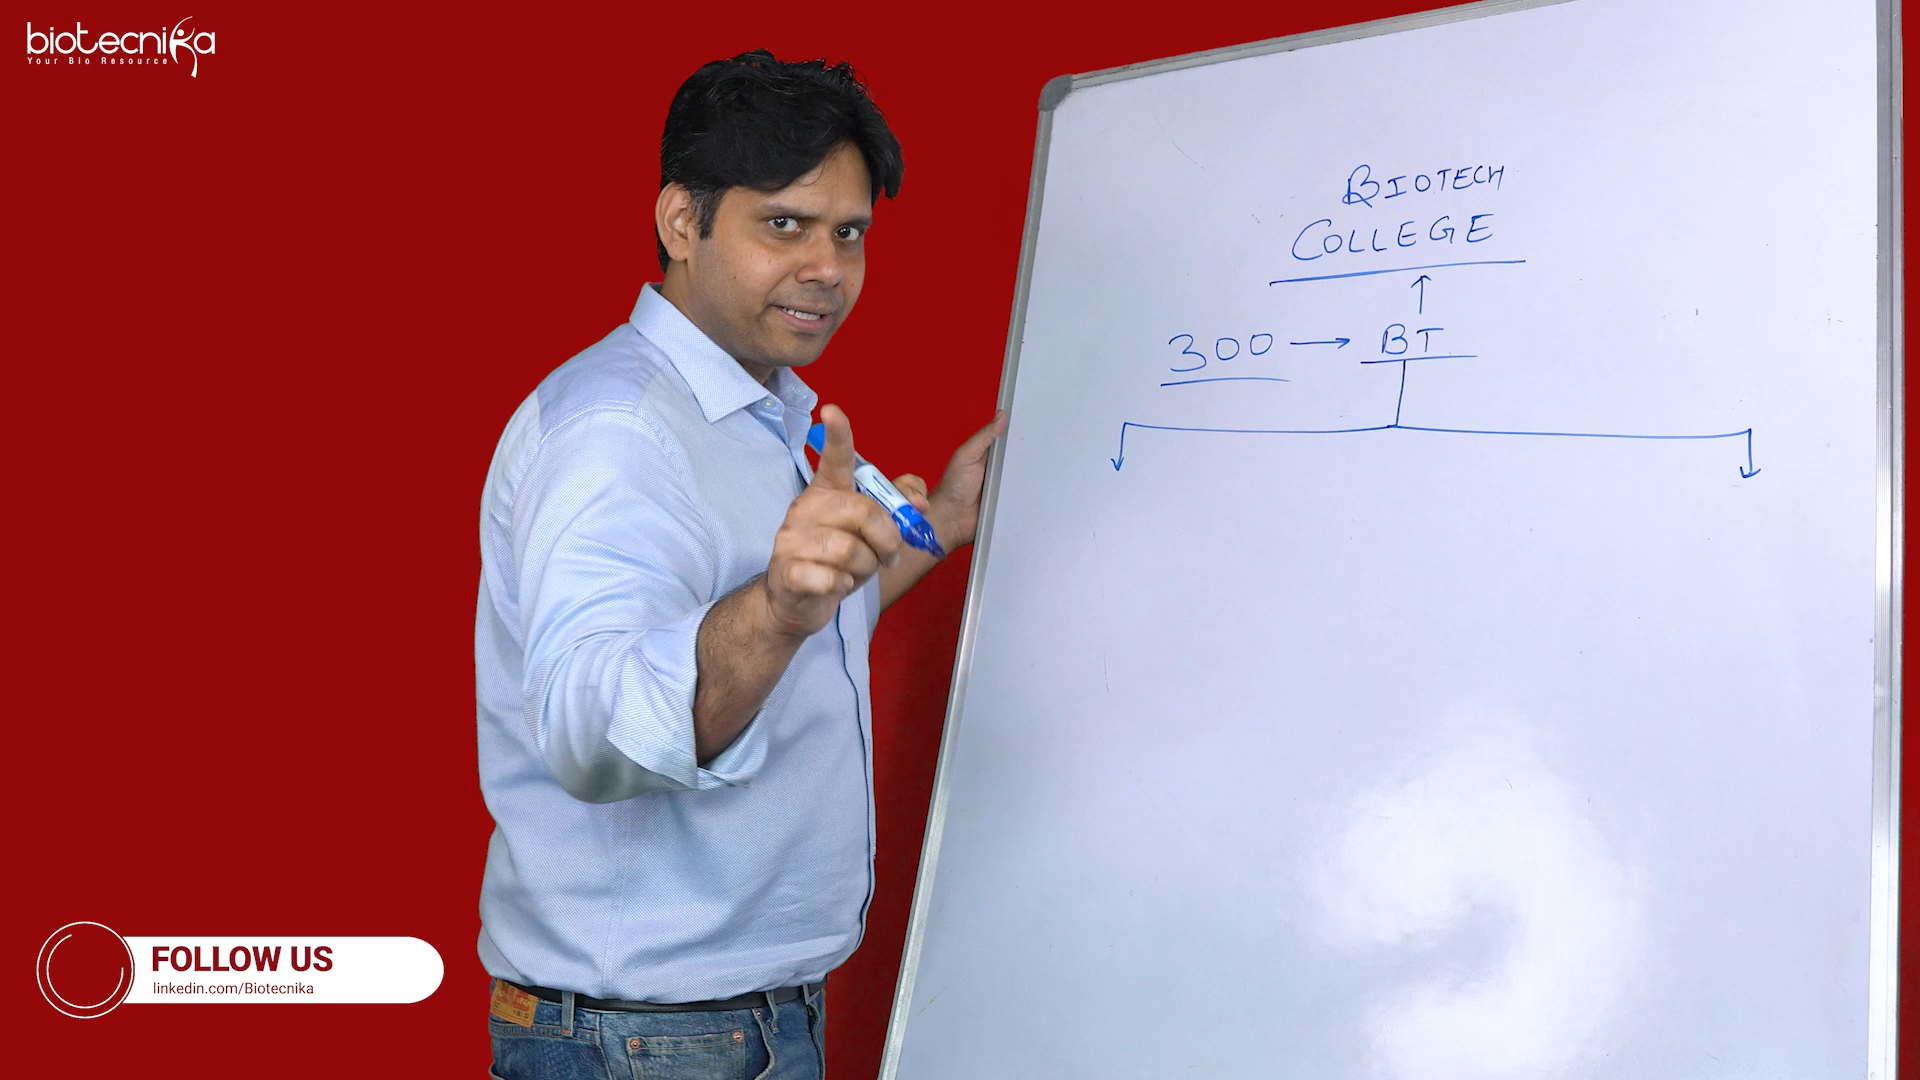 biotecnika
Your Bio Resource
BIOTECH
COLLEGE
300 → BT
FOLLOW US
linkedin.com/Biotecnika